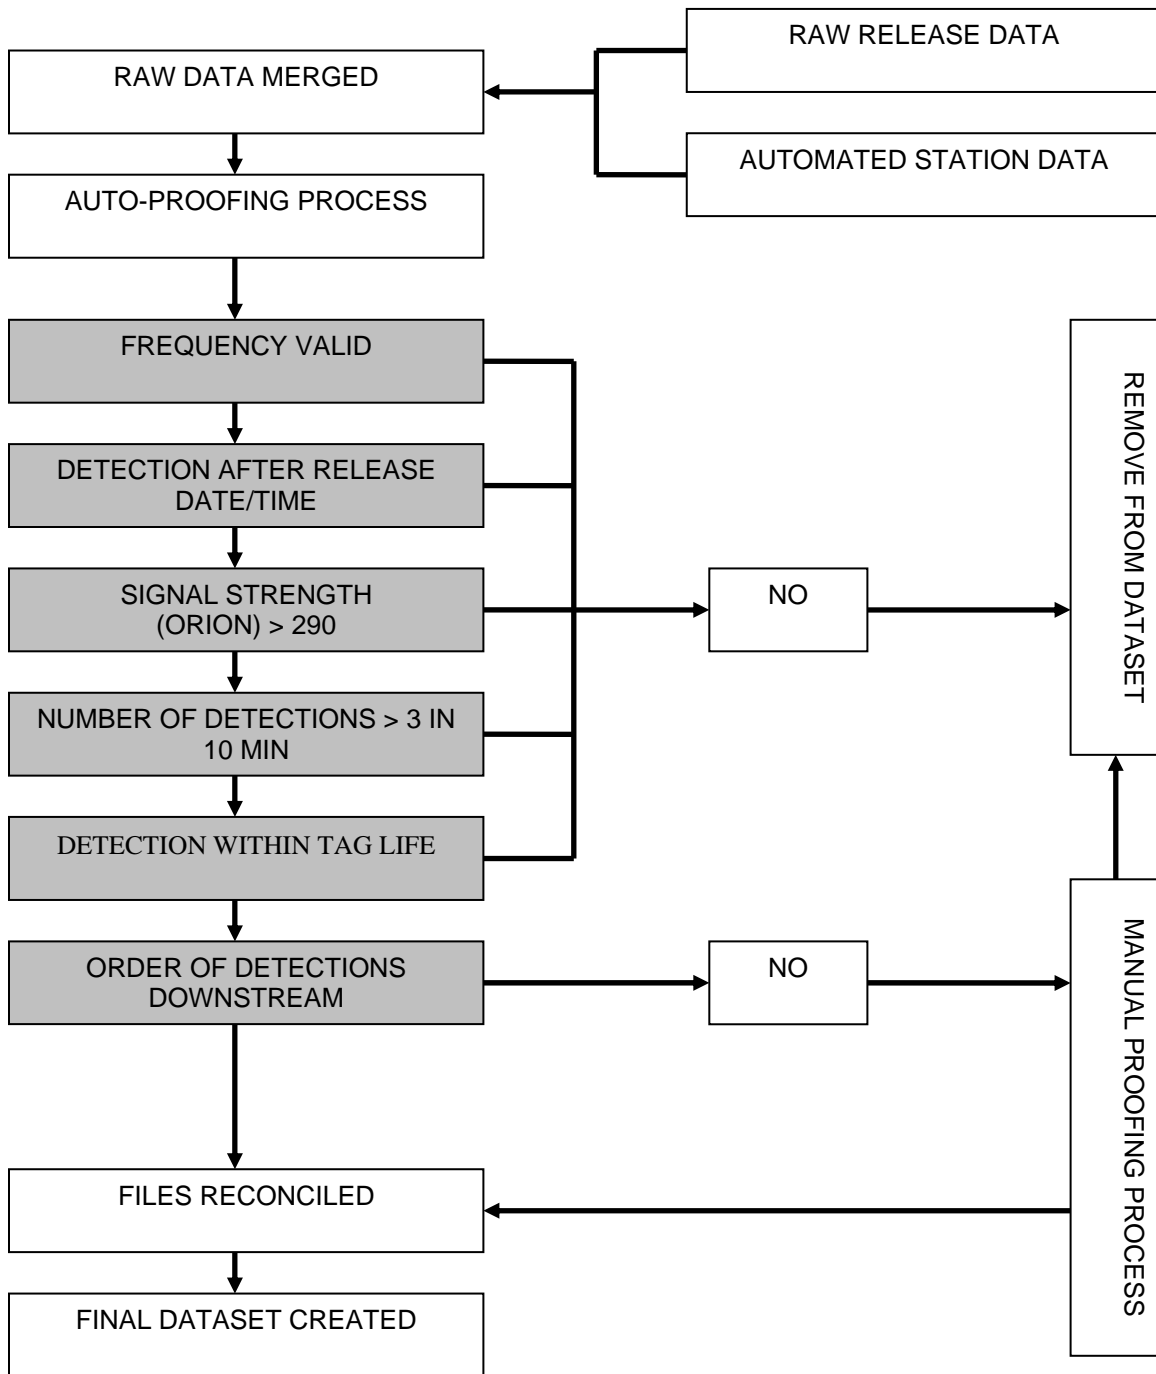 RAW RELEASE DATA
RAW DATA MERGED
AUTOMATED STATION DATA
AUTO-PROOFING PROCESS
FREQUENCY VALID
DETECTION AFTER RELEASE
DATE/TIME
SIGNAL STRENGTH
(ORION) > 290
NO
REMOVE FROM DATASET
NUMBER OF DETECTIONS > 3 IN
10 MIN
DETECTION WITHIN TAG LIFE
ORDER OF DETECTIONS
DOWNSTREAM
NO
MANUAL PROOFING PROCESS
FILES RECONCILED
FINAL DATASET CREATED